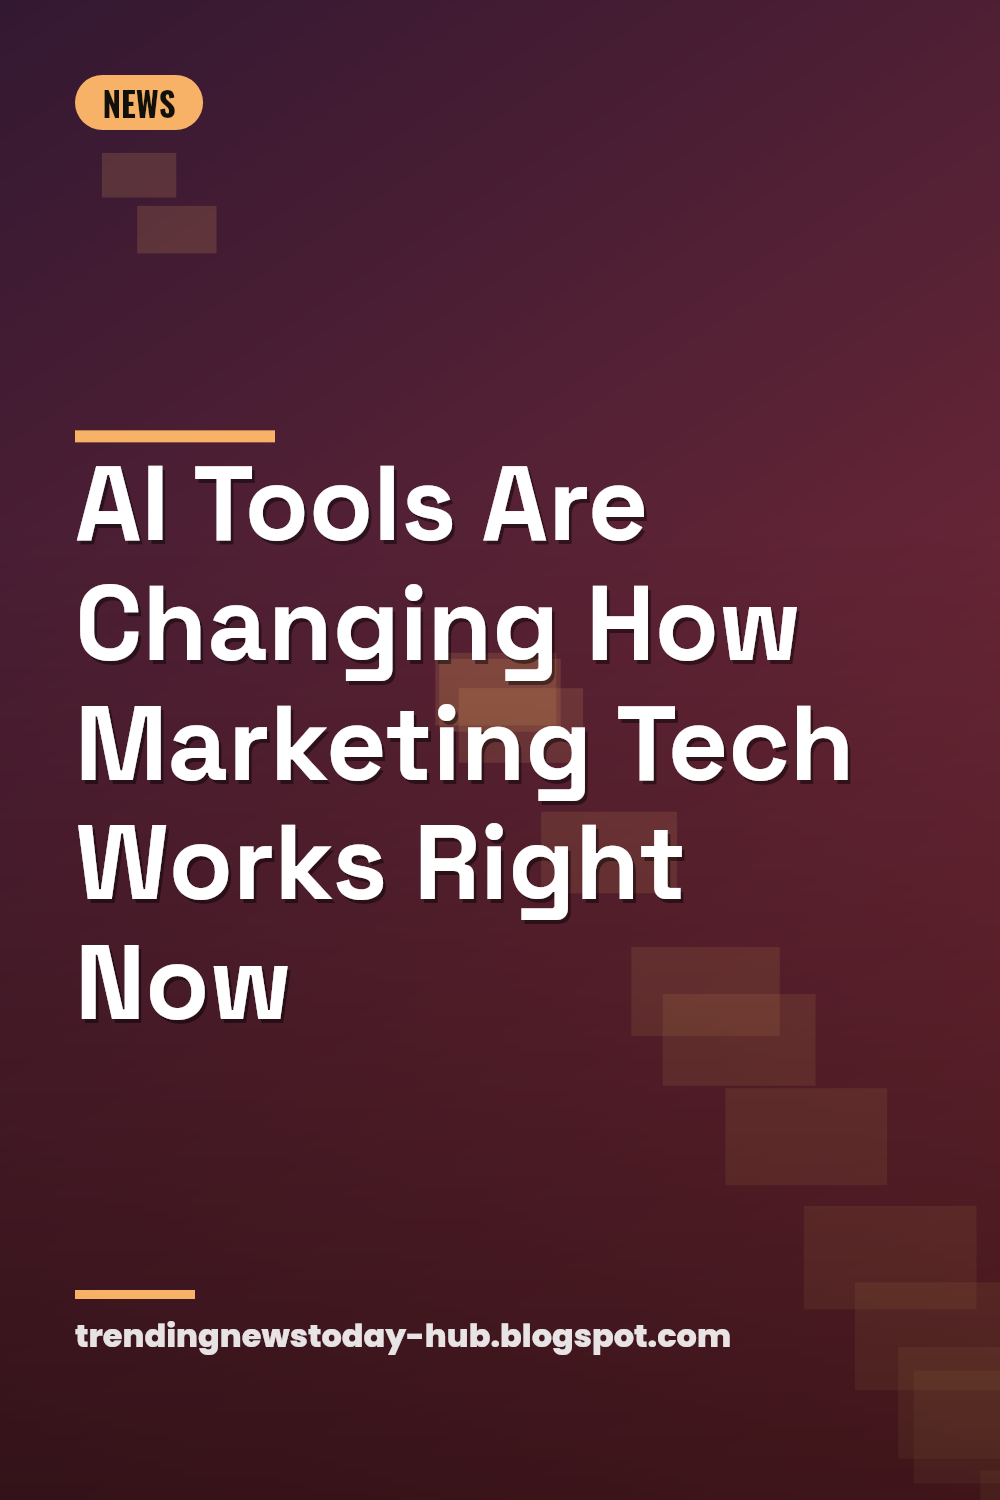 NEWS
AI Tools Are
Changing How
Marketing Tech
Works Right
Now
trendingnewstoday-hub.blogspot.com